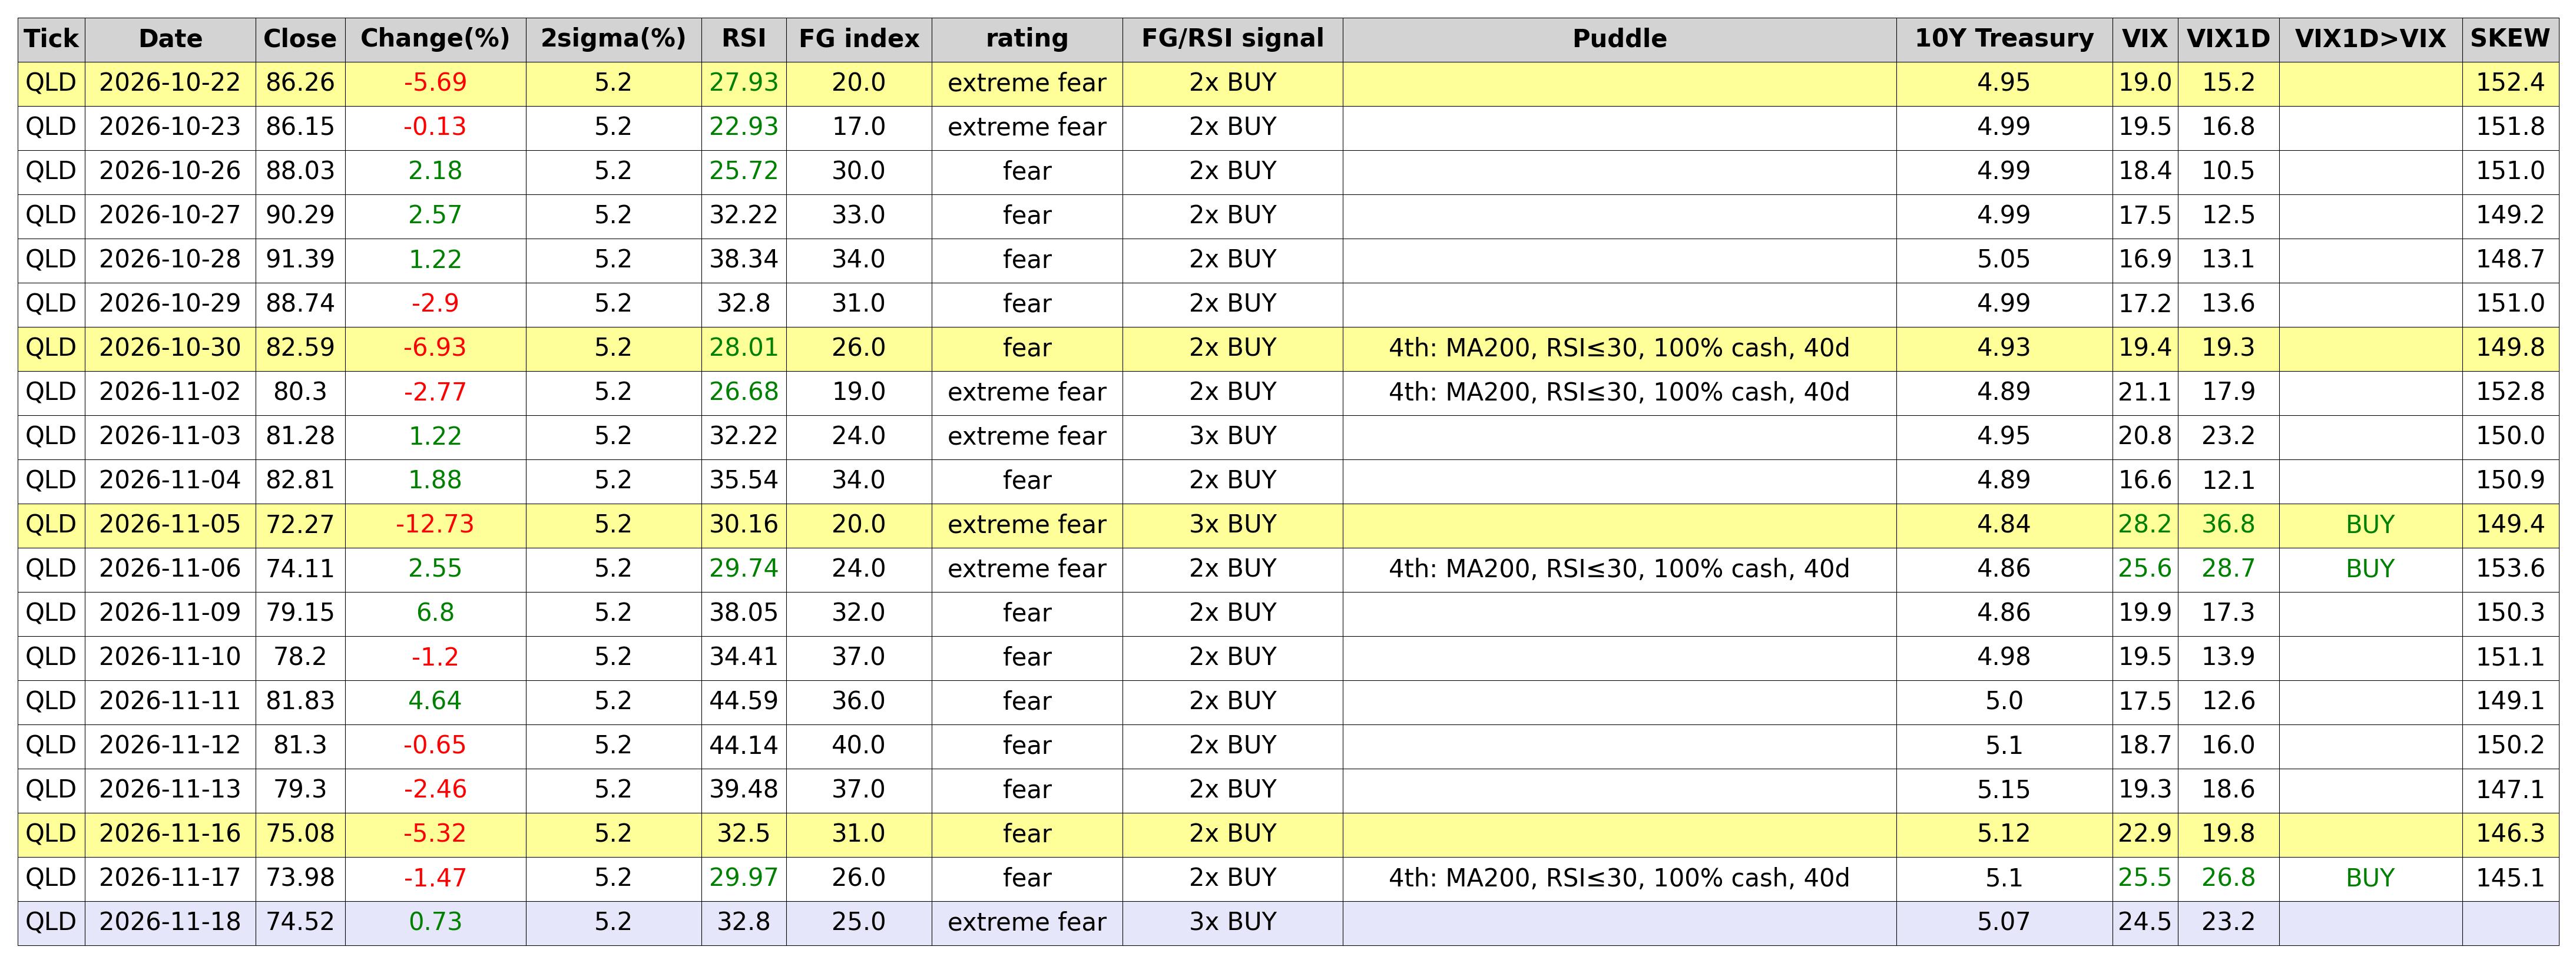 Tick Date Close Change(%) 2sigma(%) RSI FG index rating FG/RSI signal Puddle 10Y Treasury VIX VIX1D VIX1D>VIX SKEW
QLD 2026-10-22 86.26 -5.69 5.2 27.93 20.0 extreme fear 2x BUY 4.95 19.0 15.2 152.4
QLD 2026-10-23 86.15 -0.13 5.2 22.93 17.0 extreme fear 2x BUY 4.99 19.5 16.8 151.8
QLD 2026-10-26 88.03 2.18 5.2 25.72 30.0 fear 2x BUY 4.99 18.4 10.5 151.0
QLD 2026-10-27 90.29 2.57 5.2 32.22 33.0 fear 2x BUY 4.99 17.5 12.5 149.2
QLD 2026-10-28 91.39 1.22 5.2 38.34 34.0 fear 2x BUY 5.05 16.9 13.1 148.7
QLD 2026-10-29 88.74 -2.9 5.2 32.8 31.0 fear 2x BUY 4.99 17.2 13.6 151.0
QLD 2026-10-30 82.59 -6.93 5.2 28.01 26.0 fear 2x BUY 4th: MA200, RSI≤30, 100% cash, 40d 4.93 19.4 19.3 149.8
QLD 2026-11-02 80.3 -2.77 5.2 26.68 19.0 extreme fear 2x BUY 4th: MA200, RSI≤30, 100% cash, 40d 4.89 21.1 17.9 152.8
QLD 2026-11-03 81.28 1.22 5.2 32.22 24.0 extreme fear 3x BUY 4.95 20.8 23.2 150.0
QLD 2026-11-04 82.81 1.88 5.2 35.54 34.0 fear 2x BUY 4.89 16.6 12.1 150.9
QLD 2026-11-05 72.27 -12.73 5.2 30.16 20.0 extreme fear 3x BUY 4.84 28.2 36.8 BUY 149.4
QLD 2026-11-06 74.11 2.55 5.2 29.74 24.0 extreme fear 2x BUY 4th: MA200, RSI≤30, 100% cash, 40d 4.86 25.6 28.7 BUY 153.6
QLD 2026-11-09 79.15 6.8 5.2 38.05 32.0 fear 2x BUY 4.86 19.9 17.3 150.3
QLD 2026-11-10 78.2 -1.2 5.2 34.41 37.0 fear 2x BUY 4.98 19.5 13.9 151.1
QLD 2026-11-11 81.83 4.64 5.2 44.59 36.0 fear 2x BUY 5.0 17.5 12.6 149.1
QLD 2026-11-12 81.3 -0.65 5.2 44.14 40.0 fear 2x BUY 5.1 18.7 16.0 150.2
QLD 2026-11-13 79.3 -2.46 5.2 39.48 37.0 fear 2x BUY 5.15 19.3 18.6 147.1
QLD 2026-11-16 75.08 -5.32 5.2 32.5 31.0 fear 2x BUY 5.12 22.9 19.8 146.3
QLD 2026-11-17 73.98 -1.47 5.2 29.97 26.0 fear 2x BUY 4th: MA200, RSI≤30, 100% cash, 40d 5.1 25.5 26.8 BUY 145.1
QLD 2026-11-18 74.52 0.73 5.2 32.8 25.0 extreme fear 3x BUY 5.07 24.5 23.2